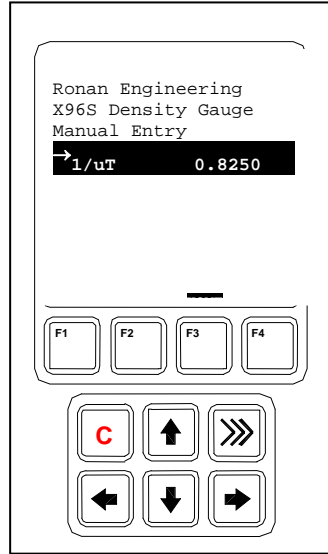 Ronan Engineering
X96S Density Gauge
Manual Entry
→1/uT 0.8250
F1 F2 F3 F4
C